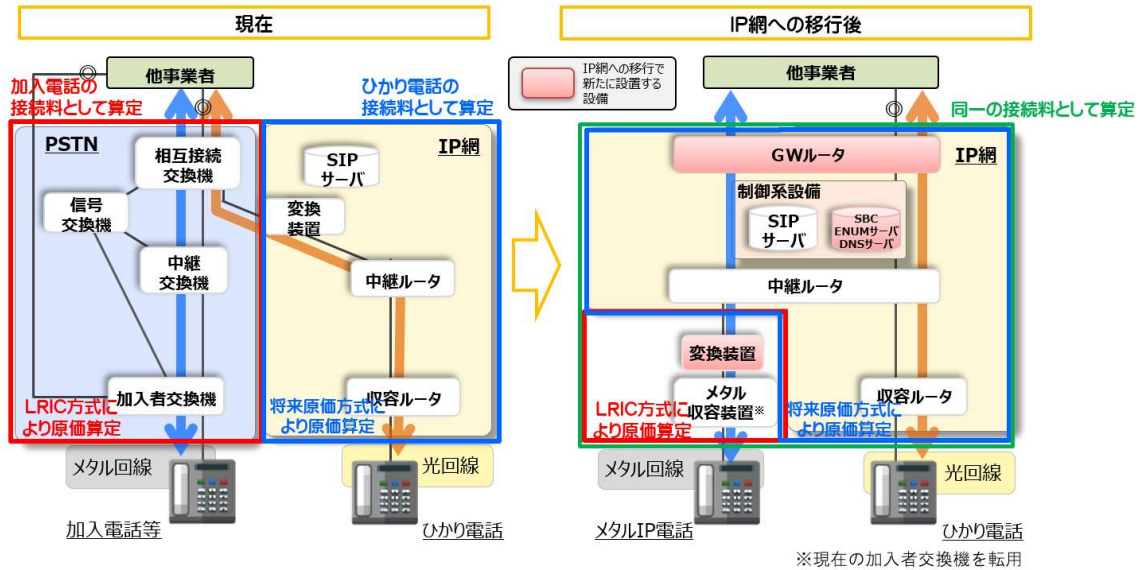 現在
他事業者
◎
◎
加入電話の
接続料として算定
ひかり電話の
接続料として算定
PSTN
IP網
相互接続
交換機
SIP
サーバ
信号
交換機
変換
装置
中継
交換機
中継ルータ
加入者交換機
収容ルータ
LRIC方式に
より原価算定
将来原価方式に
より原価算定
メタル回線
光回線
加入電話等
ひかり電話
IP網への移行後
IP網への移行で
新たに設置する
設備
他事業者
◎
同一の接続料として算定
GWルータ
IP網
制御系設備
SIP
サーバ
SBC
ENUMサーバ
DNSサーバ
中継ルータ
変換装置
メタル
収容装置※
収容ルータ
LRIC方式に
より原価算定
将来原価方式に
より原価算定
メタル回線
光回線
メタルIP電話
ひかり電話
※現在の加入者交換機を転用